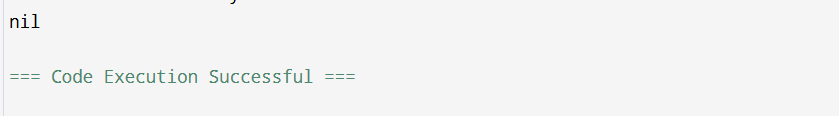 nil
=== Code Execution Successful ===